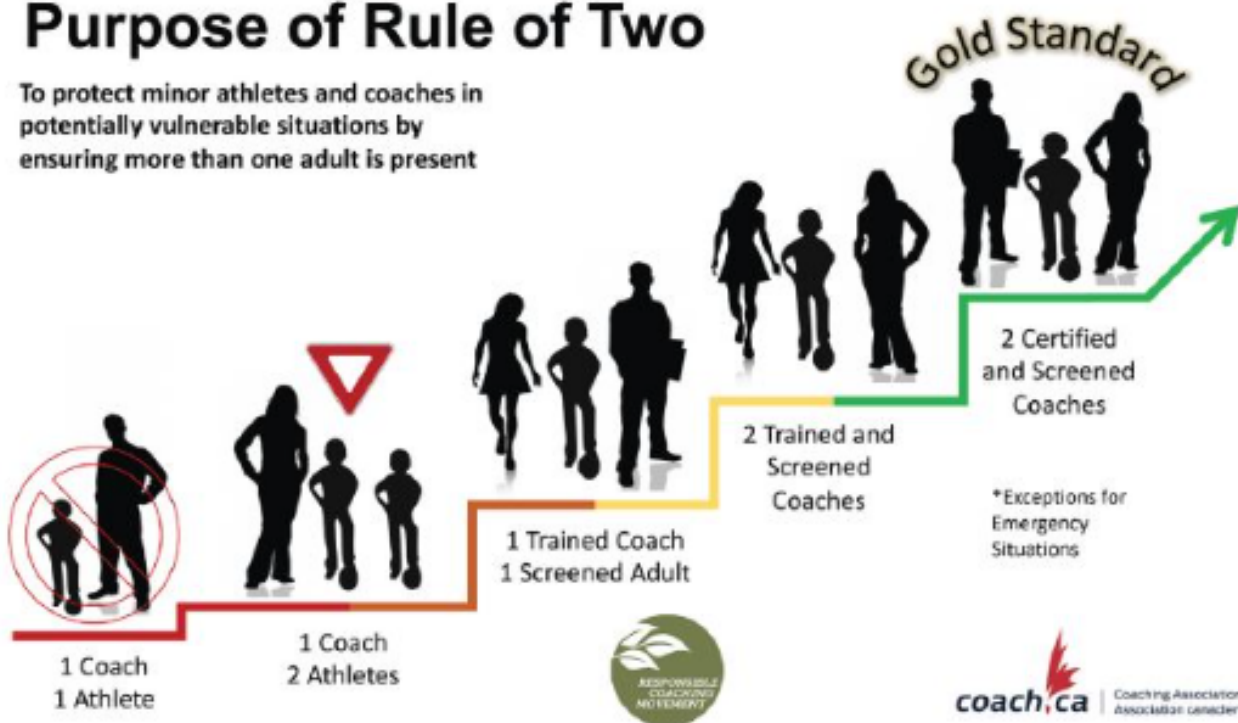 Purpose of Rule of Two
To protect minor athletes and coaches in
potentially vulnerable situations by
ensuring more than one adult is present
Gold Standard
1 Coach
1 Athlete
1 Coach
2 Athletes
1 Trained Coach
1 Screened Adult
2 Trained and
Screened
Coaches
2 Certified
and Screened
Coaches
*Exceptions for
Emergency
Situations
RESPONSIBLE
COACHING
MOVEMENT
coach.ca
Coaching Association
Association